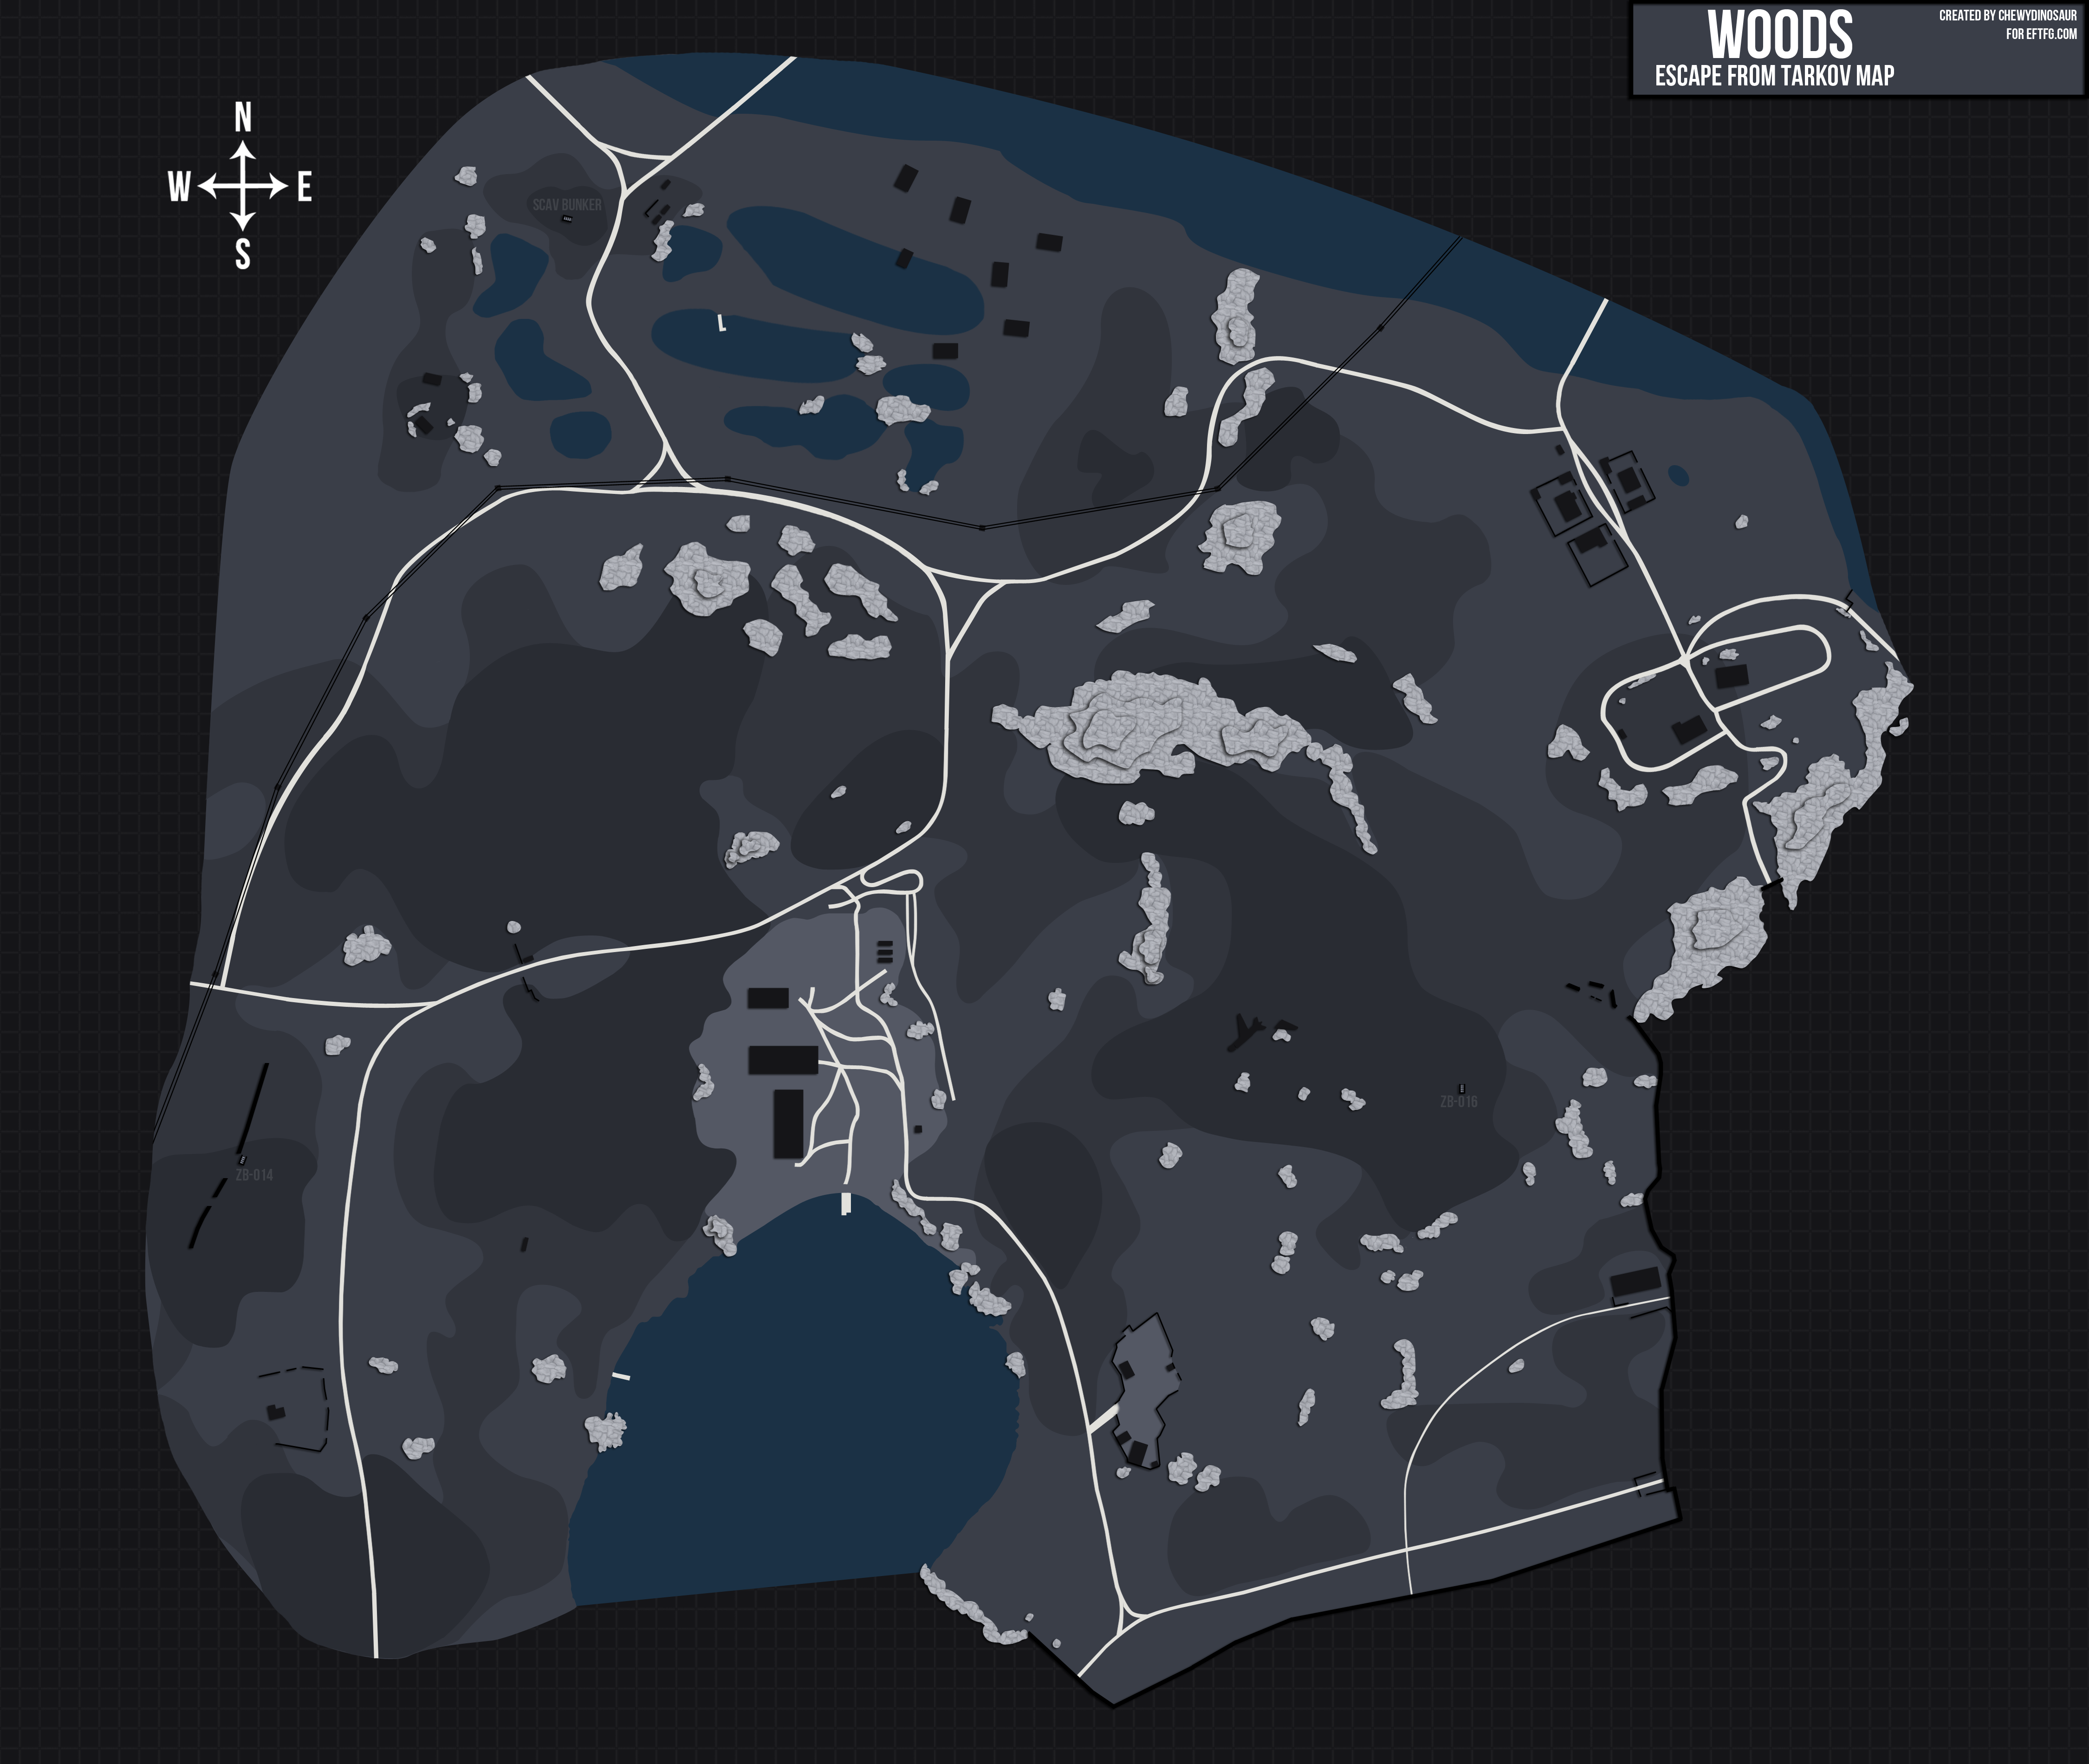 WOODS
ESCAPE FROM TARKOV MAP
CREATED BY CHEWYDINOSAUR
FOR EFTFG.COM
N
W E
S
SCAV BUNKER
ZB-016
ZB-014